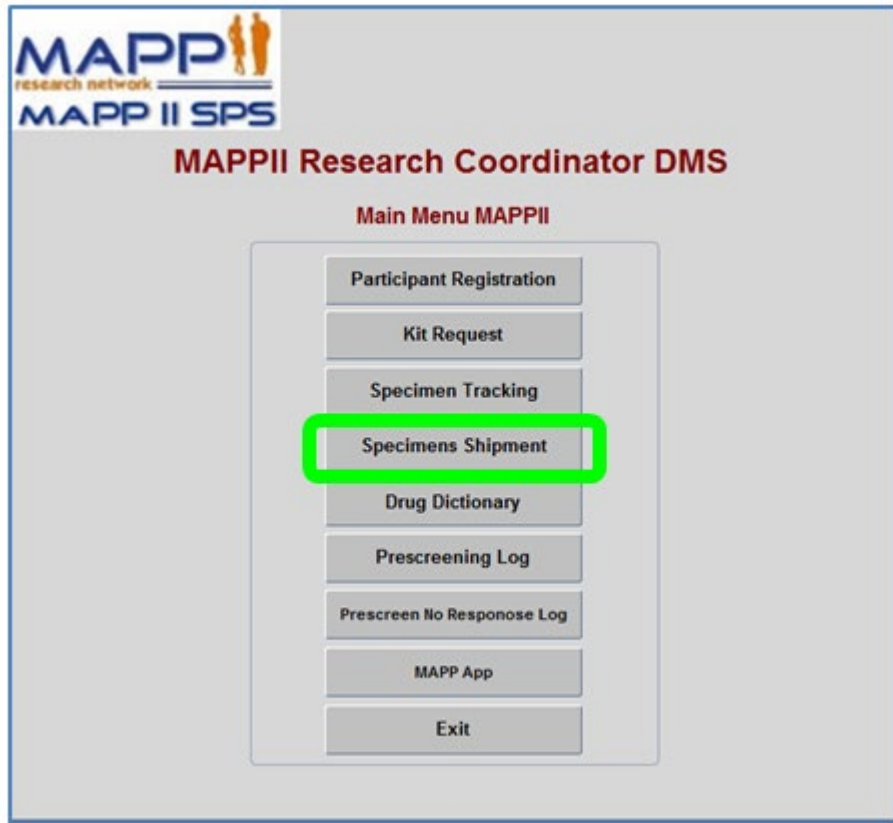 MAPP
research network
MAPP II SPS
MAPPII Research Coordinator DMS
Main Menu MAPPII
Participant Registration
Kit Request
Specimen Tracking
Specimens Shipment
Drug Dictionary
Prescreening Log
Prescreen No Responose Log
MAPP App
Exit